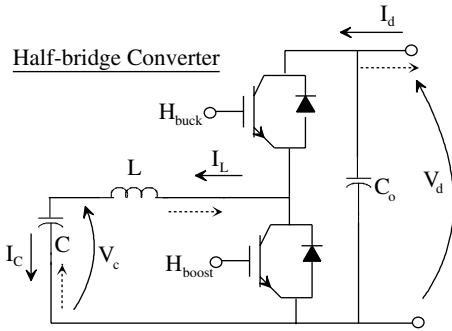 I_d
Half-bridge Converter
H_buck
I_L
L
C_o
V_d
I_C
C
V_c
H_boost